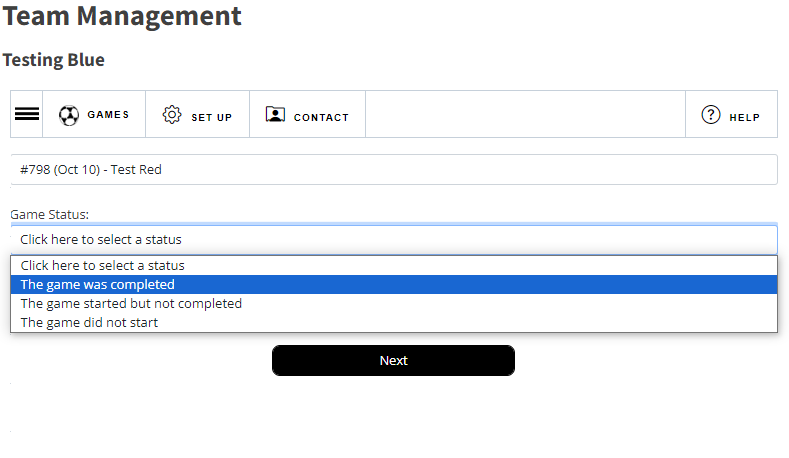 Team Management
Testing Blue
GAMES SET UP CONTACT ? HELP
#798 (Oct 10) - Test Red
Game Status:
Click here to select a status
Click here to select a status
The game was completed
The game started but not completed
The game did not start
Next